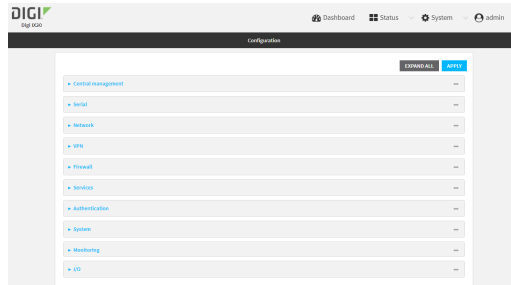 DIGI
Digi IX20
Dashboard
Status
System
admin
Configuration
EXPAND ALL
APPLY
Central management
Serial
Network
VPN
Firewall
Services
Authentication
System
Monitoring
I/O